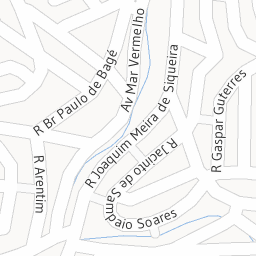 R Br Paulo de Bagé
Av Mar Vermelho
R Joaquim Meira de Siqueira
R Gaspar Guterres
R Jacinto de Sampaio Soares
R Arentim